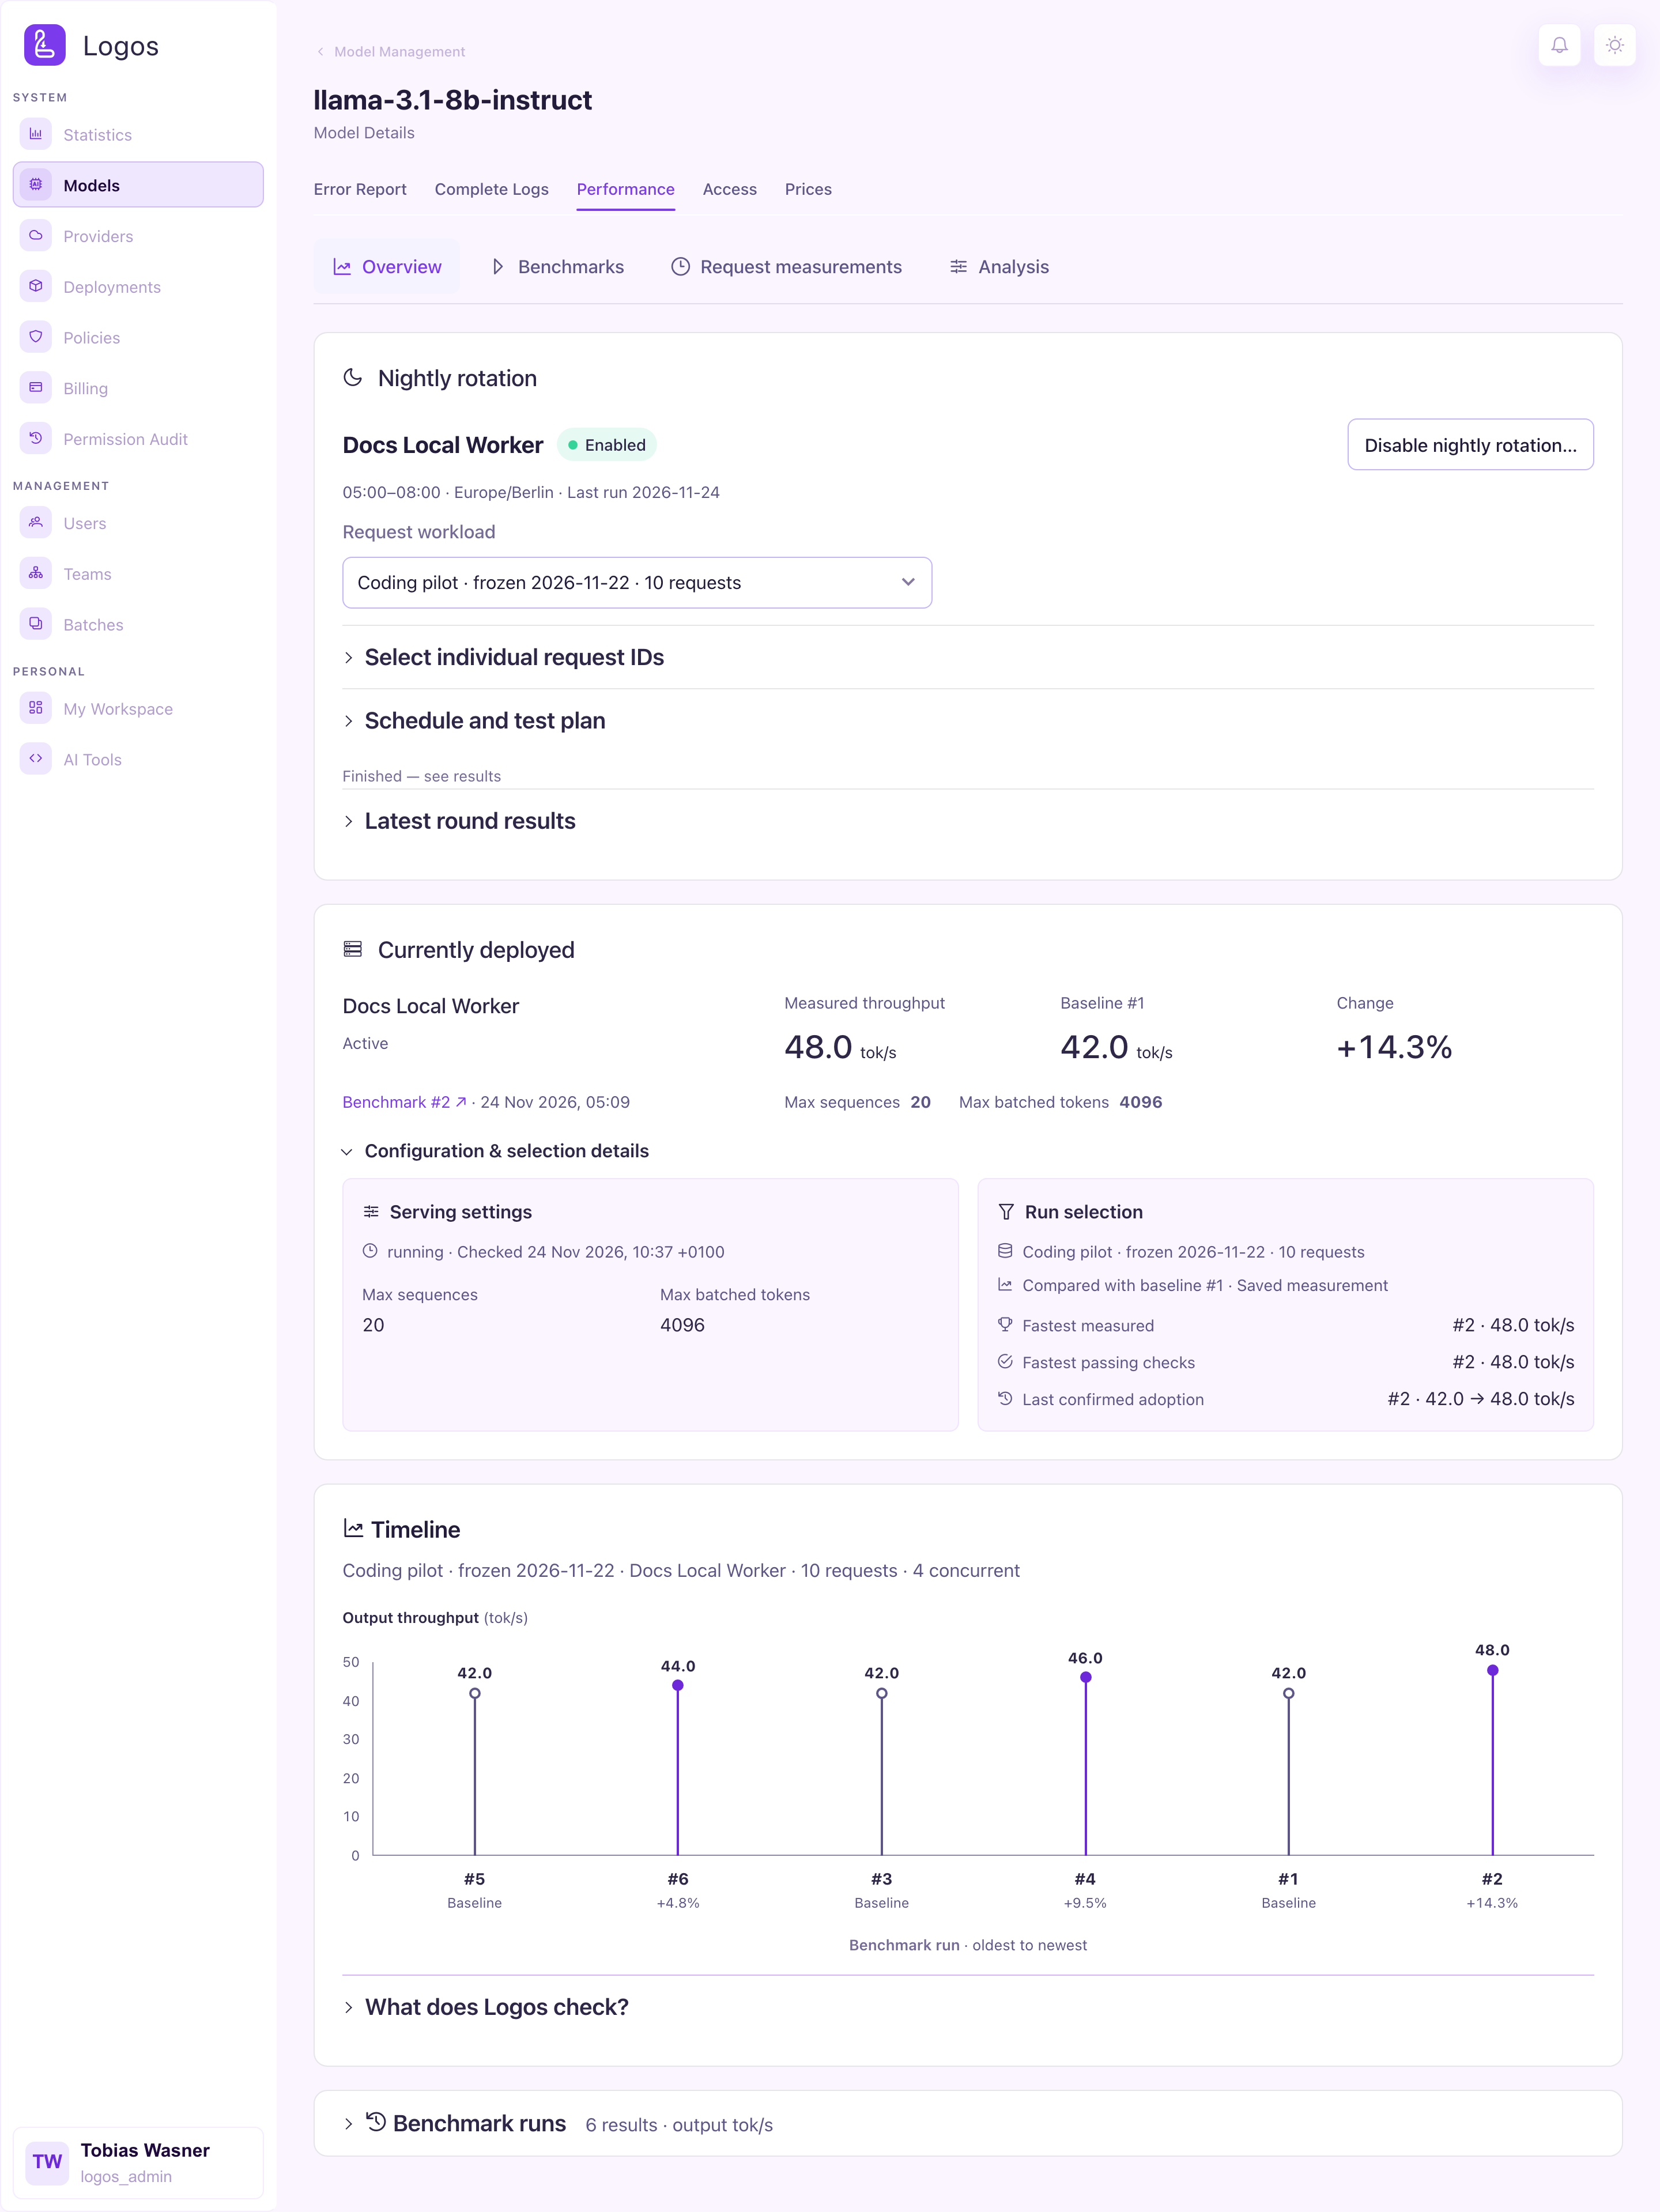 Logos
SYSTEM
Statistics
Models
Providers
Deployments
Policies
Billing
Permission Audit
MANAGEMENT
Users
Teams
Batches
PERSONAL
My Workspace
AI Tools
TW
Tobias Wasner
logos_admin
Model Management
llama-3.1-8b-instruct
Model Details
Error Report Complete Logs Performance Access Prices
Overview Benchmarks Request measurements Analysis
Nightly rotation
Docs Local Worker Enabled Disable nightly rotation...
05:00–08:00 · Europe/Berlin · Last run 2026-11-24
Request workload
Coding pilot · frozen 2026-11-22 · 10 requests
Select individual request IDs
Schedule and test plan
Finished — see results
Latest round results
Currently deployed
Docs Local Worker Measured throughput Baseline #1 Change
Active 48.0 tok/s 42.0 tok/s +14.3%
Benchmark #2 ↗ · 24 Nov 2026, 05:09 Max sequences 20 Max batched tokens 4096
Configuration & selection details
Serving settings
running · Checked 24 Nov 2026, 10:37 +0100
Max sequences Max batched tokens
20 4096
Run selection
Coding pilot · frozen 2026-11-22 · 10 requests
Compared with baseline #1 · Saved measurement
Fastest measured #2 · 48.0 tok/s
Fastest passing checks #2 · 48.0 tok/s
Last confirmed adoption #2 · 42.0 → 48.0 tok/s
Timeline
Coding pilot · frozen 2026-11-22 · Docs Local Worker · 10 requests · 4 concurrent
Output throughput (tok/s)
50
40
30
20
10
0
42.0 44.0 42.0 46.0 42.0 48.0
#5 #6 #3 #4 #1 #2
Baseline +4.8% Baseline +9.5% Baseline +14.3%
Benchmark run · oldest to newest
What does Logos check?
Benchmark runs 6 results · output tok/s